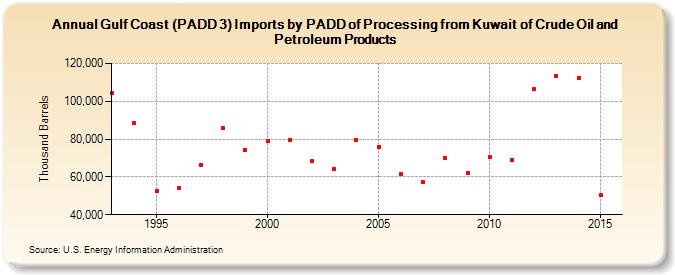 Annual Gulf Coast (PADD 3) Imports by PADD of Processing from Kuwait of Crude Oil and
Petroleum Products
Thousand Barrels
120,000
100,000
80,000
60,000
40,000
1995
2000
2005
2010
2015
Source: U.S. Energy Information Administration